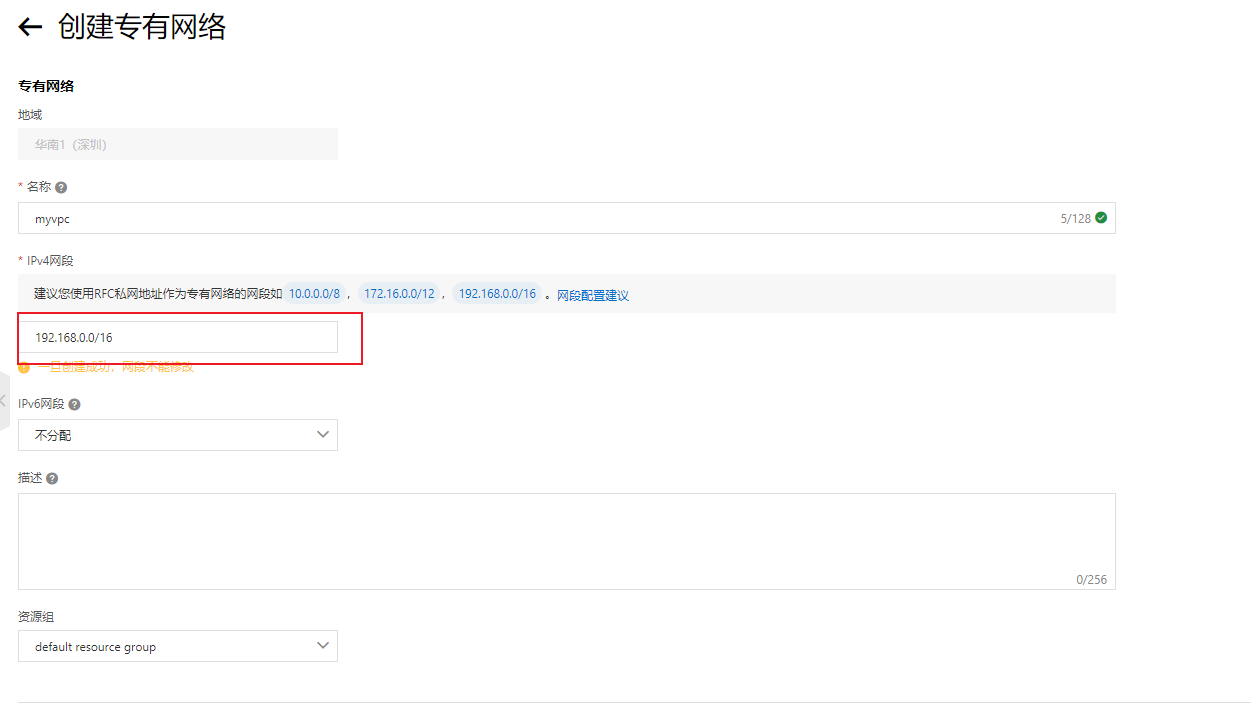 创建专有网络
专有网络
地域
华南1（深圳）
* 名称
myvpc
5/128
* IPv4网段
建议您使用RFC私网地址作为专有网络的网段如 10.0.0.0/8 ， 172.16.0.0/12 ， 192.168.0.0/16 。 网段配置建议
192.168.0.0/16
一旦创建成功，网段不能修改
IPv6网段
不分配
描述
0/256
资源组
default resource group